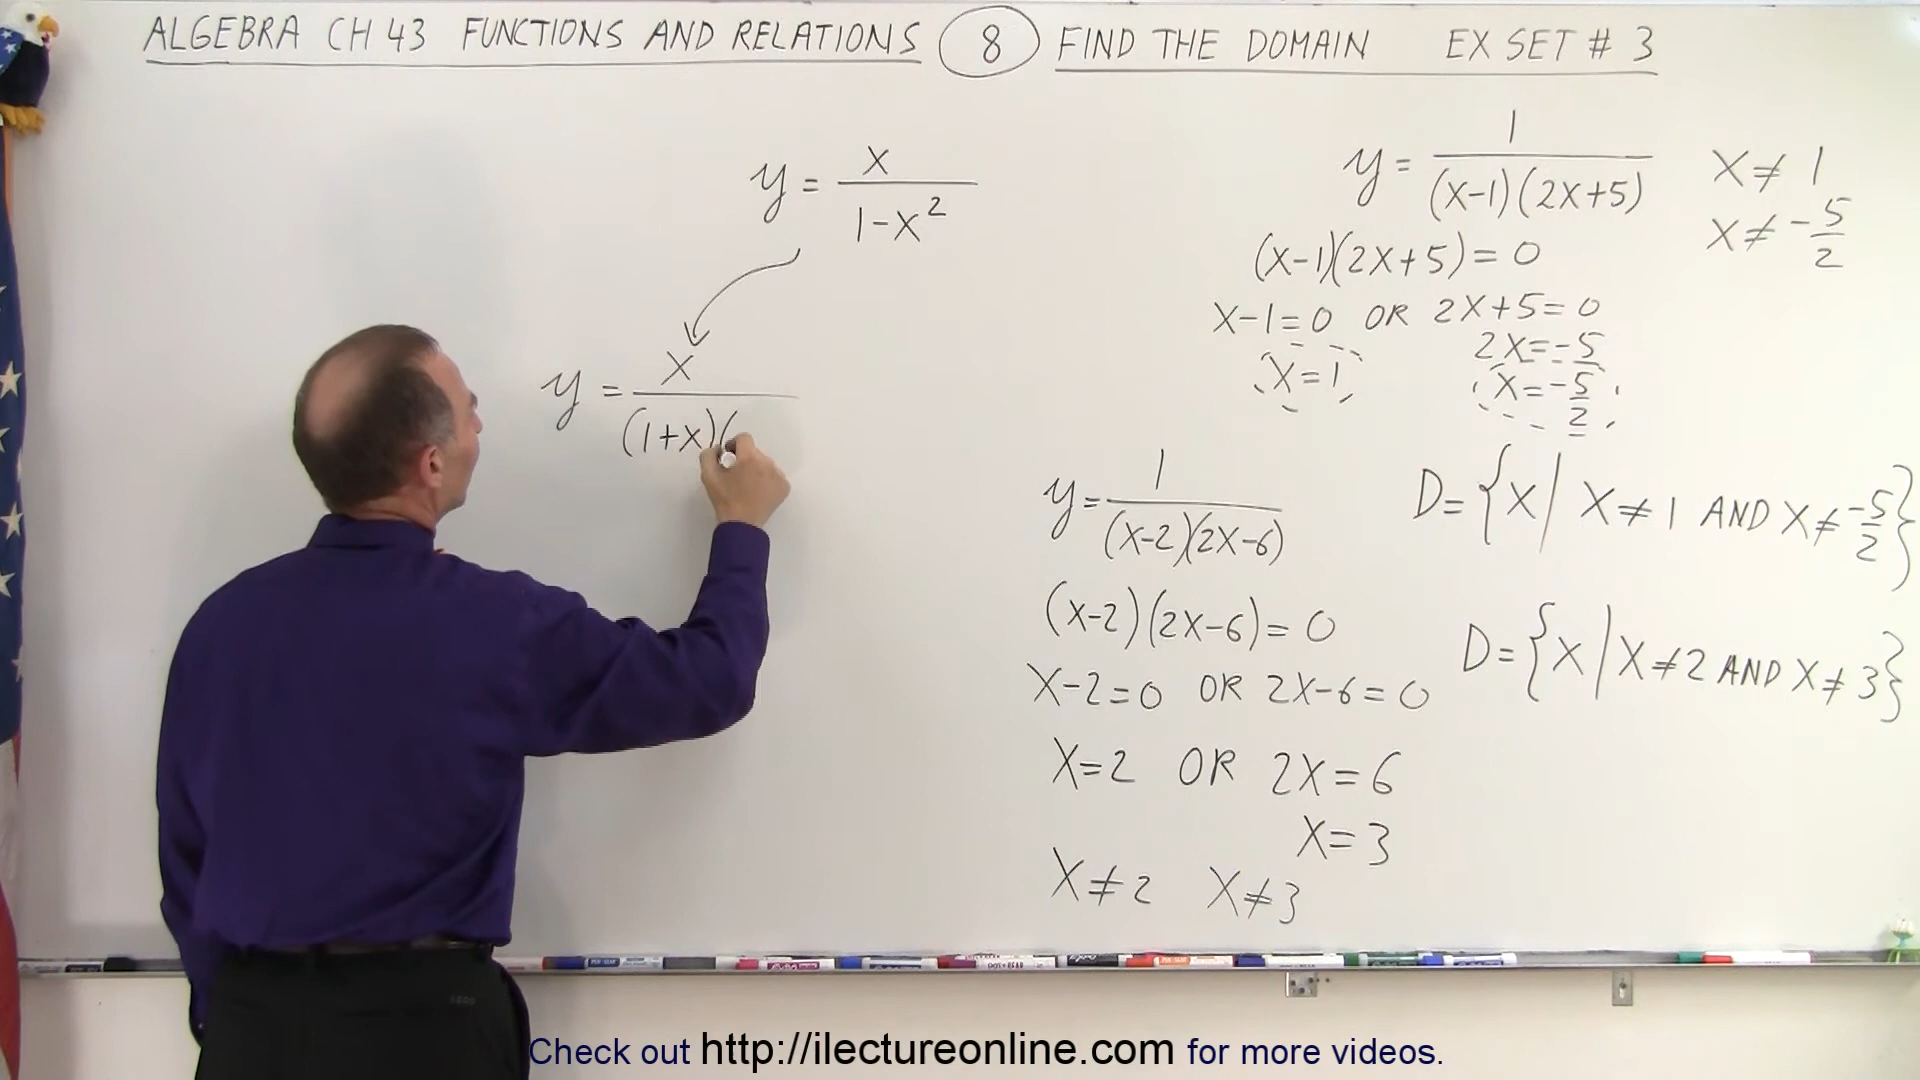 ALGEBRA CH 43 FUNCTIONS AND RELATIONS 8 FIND THE DOMAIN EX SET # 3
y = x / (1-x²)
y = x / (1+x)(
y = 1 / (x-1)(2x+5) x≠1
x≠-5/2
(x-1)(2x+5)=0
x-1=0 OR 2x+5=0
2x=-5
x=1 x=-5/2
D={x| x≠1 AND x≠-5/2}
y = 1 / (x-2)(2x-6)
(x-2)(2x-6)=0
x-2=0 OR 2x-6=0
x=2 OR 2x=6
x=3
x≠2 x≠3
D={x|x≠2 AND x≠3}
Check out http://ilectureonline.com for more videos.